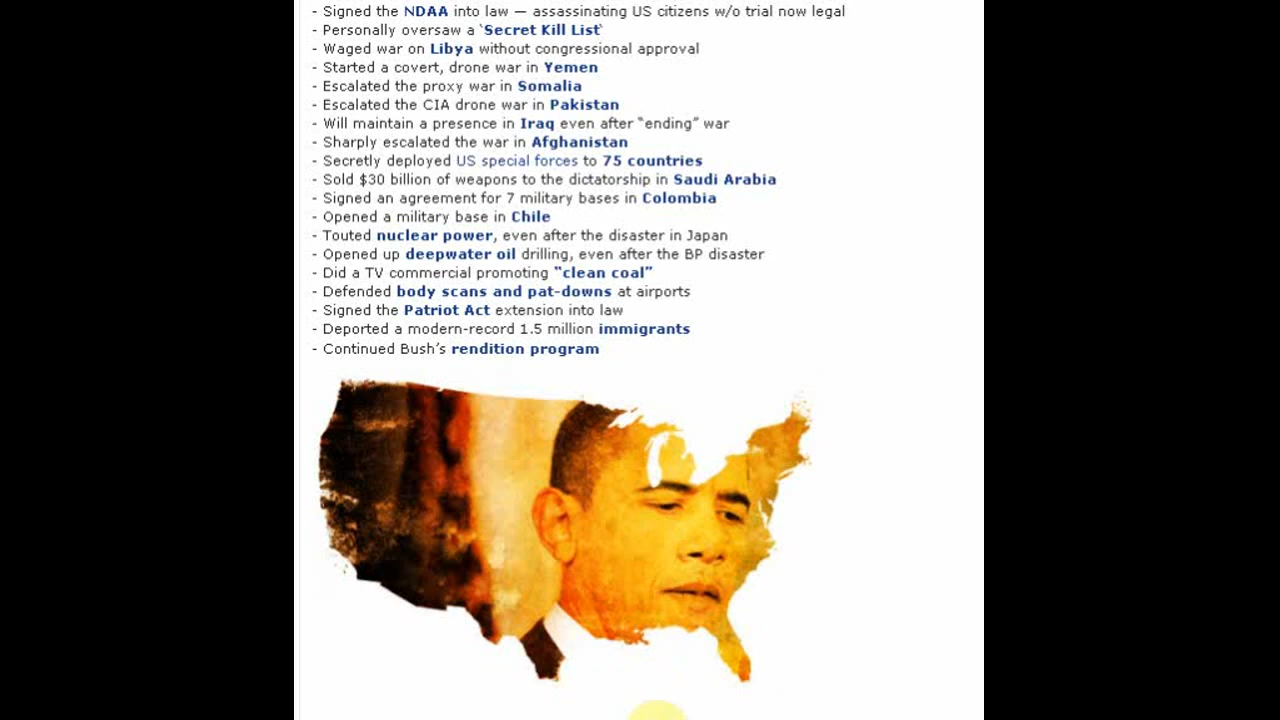 - Signed the NDAA into law — assassinating US citizens w/o trial now legal
- Personally oversaw a `Secret Kill List`
- Waged war on Libya without congressional approval
- Started a covert, drone war in Yemen
- Escalated the proxy war in Somalia
- Escalated the CIA drone war in Pakistan
- Will maintain a presence in Iraq even after “ending” war
- Sharply escalated the war in Afghanistan
- Secretly deployed US special forces to 75 countries
- Sold $30 billion of weapons to the dictatorship in Saudi Arabia
- Signed an agreement for 7 military bases in Colombia
- Opened a military base in Chile
- Touted nuclear power, even after the disaster in Japan
- Opened up deepwater oil drilling, even after the BP disaster
- Did a TV commercial promoting “clean coal”
- Defended body scans and pat-downs at airports
- Signed the Patriot Act extension into law
- Deported a modern-record 1.5 million immigrants
- Continued Bush’s rendition program